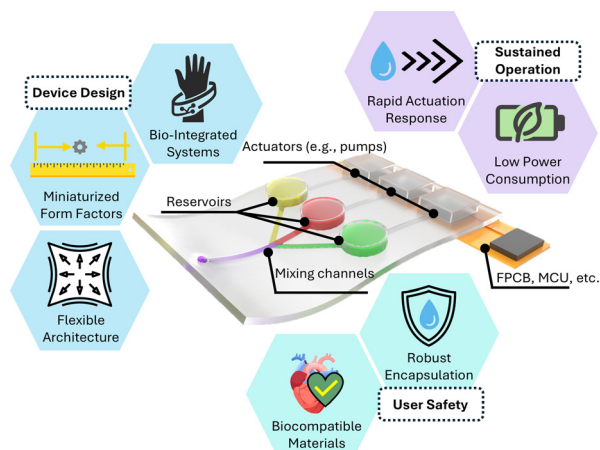 Device Design
Bio-Integrated
Systems
Miniaturized
Form Factors
Flexible
Architecture
Rapid Actuation
Response
Sustained
Operation
Low Power
Consumption
Actuators (e.g., pumps)
Reservoirs
Mixing channels
FPCB, MCU, etc.
Robust
Encapsulation
Biocompatible
Materials
User Safety